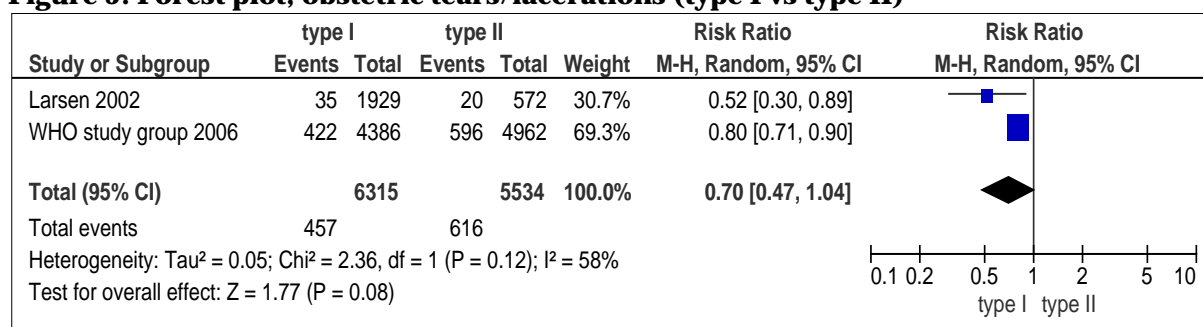 Figure 9: Forest plot, obstetric tears/lacerations (type I vs type II)
type I type II Risk Ratio Risk Ratio
Study or Subgroup Events Total Events Total Weight M-H, Random, 95% CI M-H, Random, 95% CI
Larsen 2002 35 1929 20 572 30.7% 0.52 [0.30, 0.89]
WHO study group 2006 422 4386 596 4962 69.3% 0.80 [0.71, 0.90]
Total (95% CI) 6315 5534 100.0% 0.70 [0.47, 1.04]
Total events 457 616
Heterogeneity: Tau² = 0.05; Chi² = 2.36, df = 1 (P = 0.12); I² = 58%
Test for overall effect: Z = 1.77 (P = 0.08)
0.1 0.2 0.5 1 2 5 10
type I type II